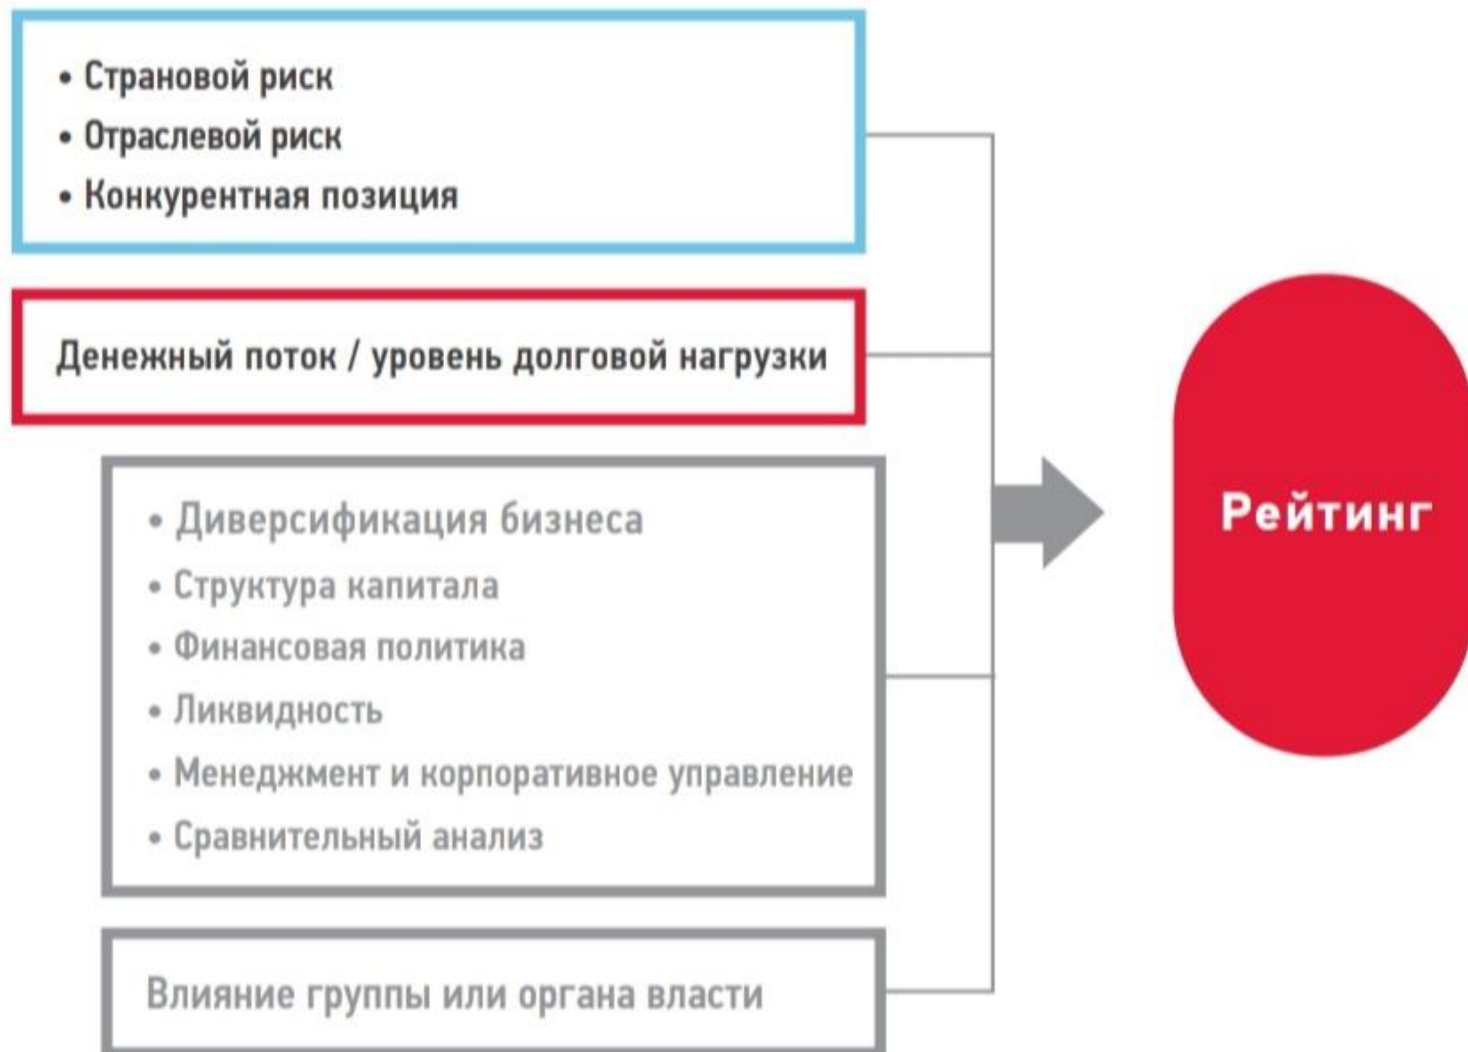 • Страновой риск
• Отраслевой риск
• Конкурентная позиция
Денежный поток / уровень долговой нагрузки
• Диверсификация бизнеса
• Структура капитала
• Финансовая политика
• Ликвидность
• Менеджмент и корпоративное управление
• Сравнительный анализ
Влияние группы или органа власти
Рейтинг